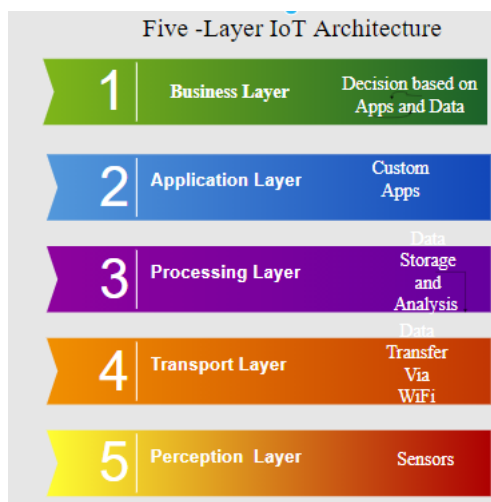 Five -Layer IoT Architecture
1
Business Layer
Decision based on
Apps and Data
2
Application Layer
Custom
Apps
3
Processing Layer
Data
Storage
and
Analysis
4
Transport Layer
Data
Transfer
Via
WiFi
5
Perception Layer
Sensors